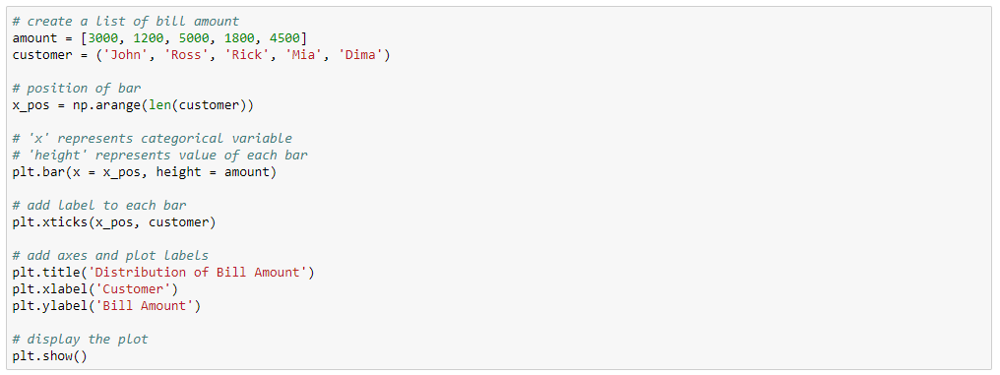 # create a list of bill amount
amount = [3000, 1200, 5000, 1800, 4500]
customer = ('John', 'Ross', 'Rick', 'Mia', 'Dima')
# position of bar
x_pos = np.arange(len(customer))
# 'x' represents categorical variable
# 'height' represents value of each bar
plt.bar(x = x_pos, height = amount)
# add label to each bar
plt.xticks(x_pos, customer)
# add axes and plot labels
plt.title('Distribution of Bill Amount')
plt.xlabel('Customer')
plt.ylabel('Bill Amount')
# display the plot
plt.show()